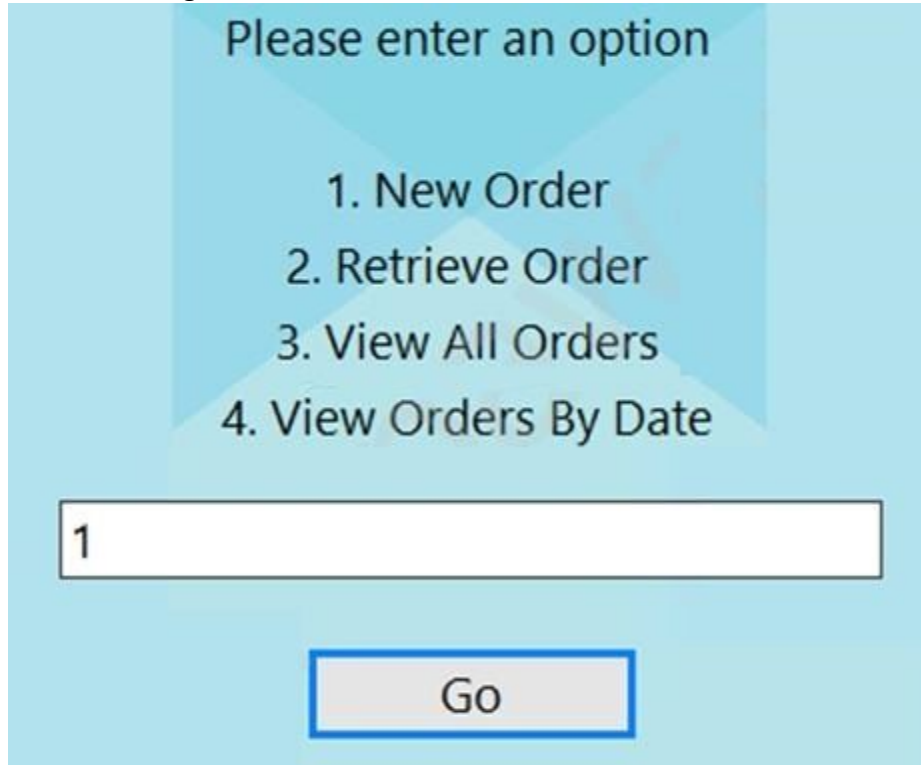 Please enter an option
1. New Order
2. Retrieve Order
3. View All Orders
4. View Orders By Date
1
Go